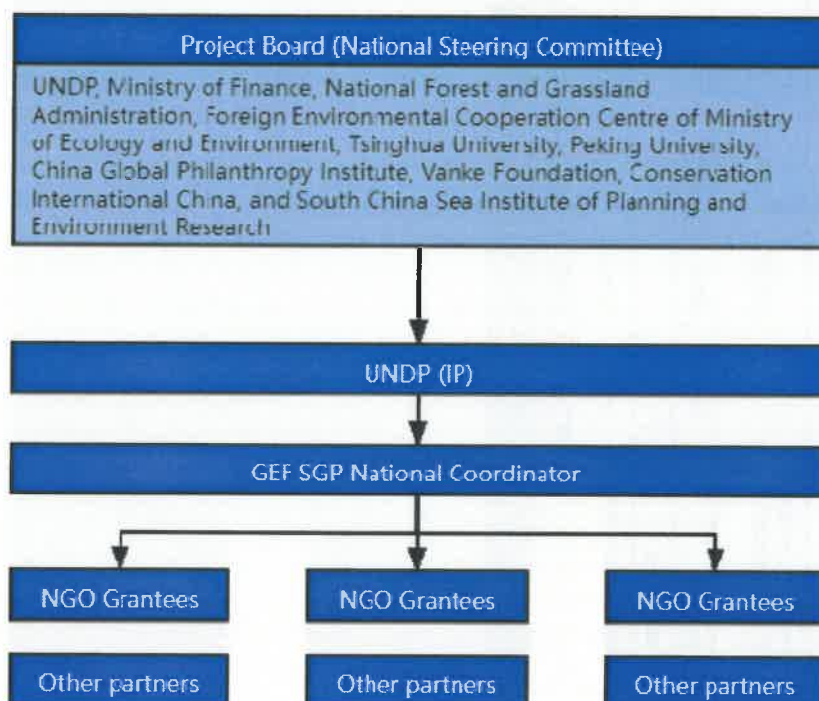 Project Board (National Steering Committee)
UNDP, Ministry of Finance, National Forest and Grassland
Administration, Foreign Environmental Cooperation Centre of Ministry
of Ecology and Environment, Tsinghua University, Peking University,
China Global Philanthropy Institute, Vanke Foundation, Conservation
International China, and South China Sea Institute of Planning and
Environment Research
UNDP (IP)
GEF SGP National Coordinator
NGO Grantees
NGO Grantees
NGO Grantees
Other partners
Other partners
Other partners